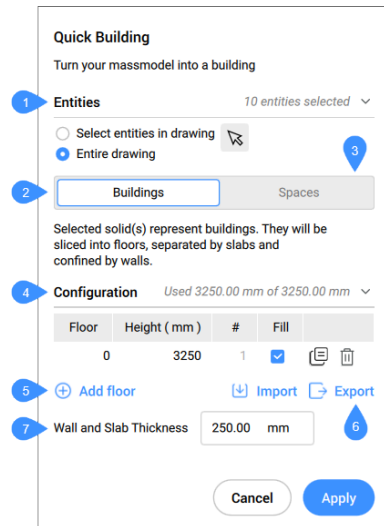 Quick Building
Turn your massmodel into a building
1 Entities 10 entities selected
Select entities in drawing
Entire drawing
3
2 Buildings Spaces
Selected solid(s) represent buildings. They will
be
sliced into floors, separated by slabs and
confined by walls.
4 Configuration Used 3250.00 mm of 3250.00 mm
Floor Height ( mm ) # Fill
0 3250 1
5 Add floor Import Export
7 Wall and Slab Thickness 250.00 mm 6
Cancel Apply